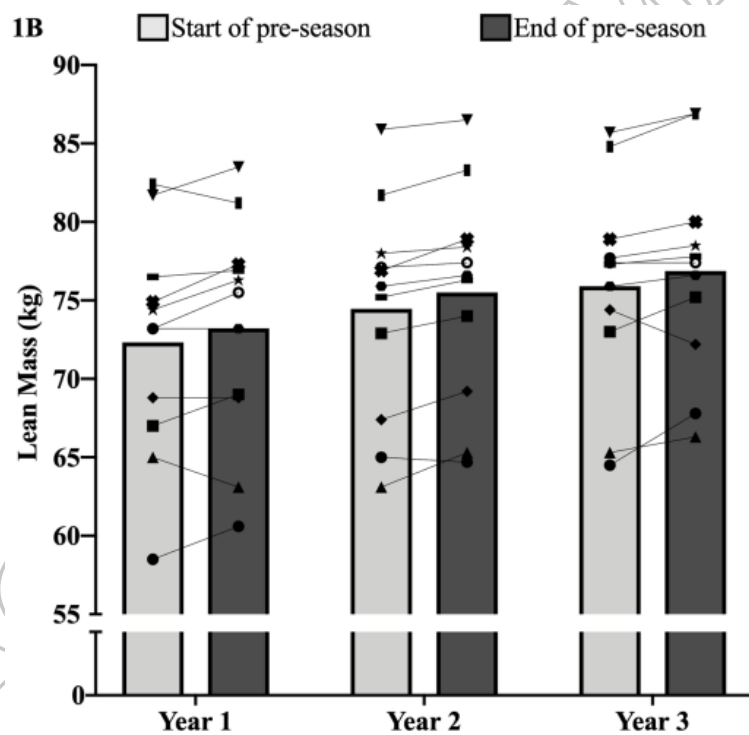 1B
Start of pre-season
End of pre-season
Lean Mass (kg)
90
85
80
75
70
65
60
55
0
Year 1
Year 2
Year 3